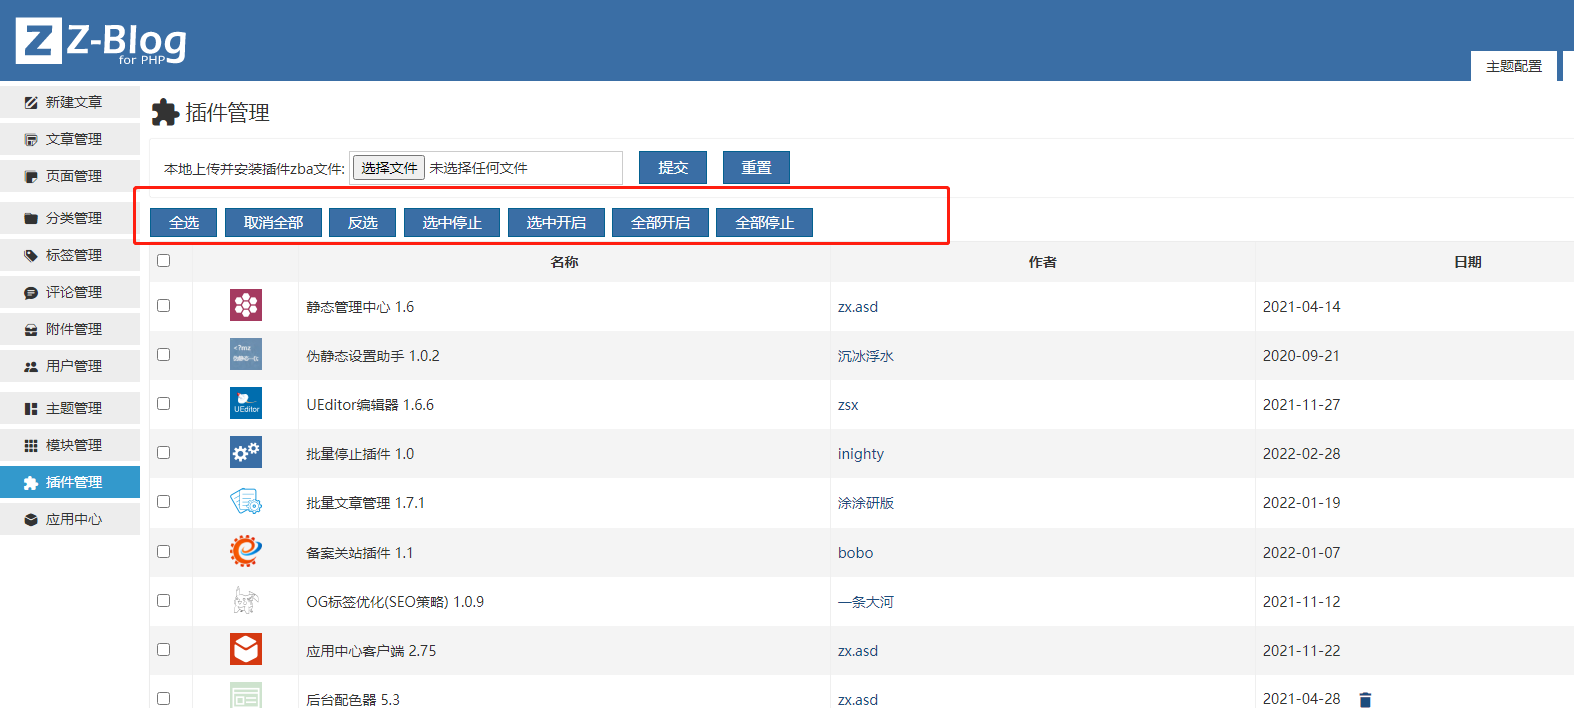 Z Z-Blog
for PHP
主题配置
新建文章
文章管理
页面管理
分类管理
标签管理
评论管理
附件管理
用户管理
主题管理
模块管理
插件管理
应用中心
插件管理
本地上传并安装插件zba文件: 选择文件 未选择任何文件 提交 重置
全选 取消全部 反选 选中停止 选中开启 全部开启 全部停止
名称 作者 日期
静态管理中心 1.6 zx.asd 2021-04-14
<?mz
伪静态设置助手 1.0.2 沉冰浮水 2020-09-21
UEditor
UEditor编辑器 1.6.6 zsx 2021-11-27
批量停止插件 1.0 inighty 2022-02-28
批量文章管理 1.7.1 涂涂研版 2022-01-19
备案关站插件 1.1 bobo 2022-01-07
OG标签优化(SEO策略) 1.0.9 一条大河 2021-11-12
应用中心客户端 2.75 zx.asd 2021-11-22
后台配色器 5.3 zx.asd 2021-04-28